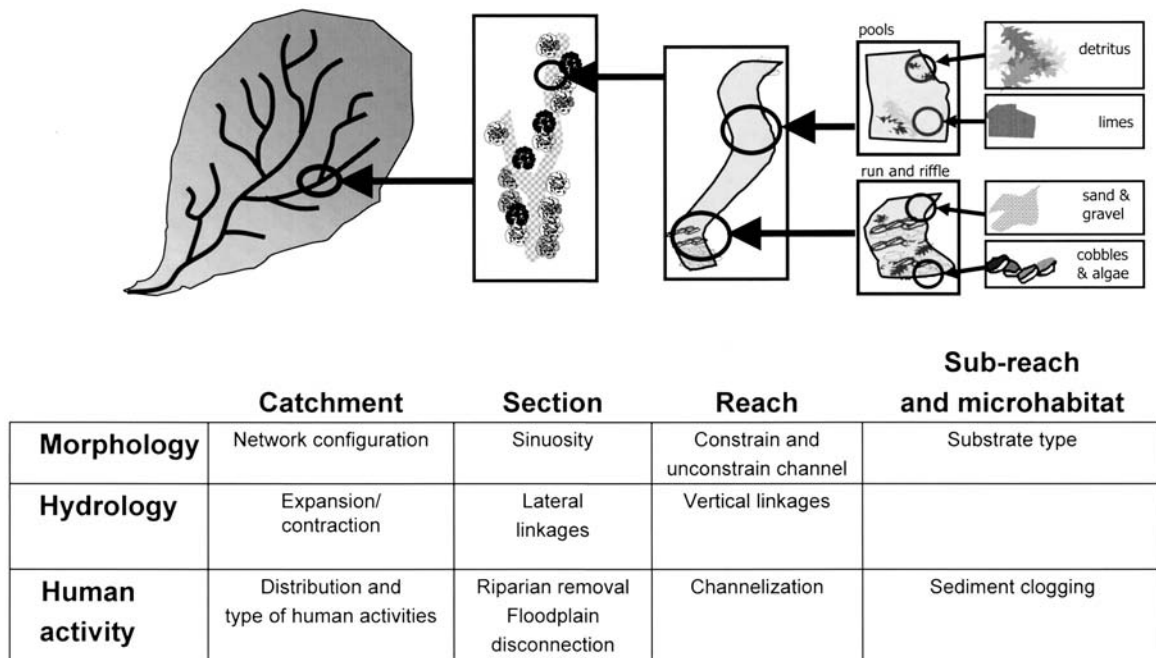 pools
detritus
limes
run and riffle
sand &
gravel
cobbles
& algae
Catchment
Section
Reach
Sub-reach
and microhabitat
Morphology
Network configuration
Sinuosity
Constrain and
unconstrain channel
Substrate type
Hydrology
Expansion/
contraction
Lateral
linkages
Vertical linkages
Human
activity
Distribution and
type of human activities
Riparian removal
Floodplain
disconnection
Channelization
Sediment clogging